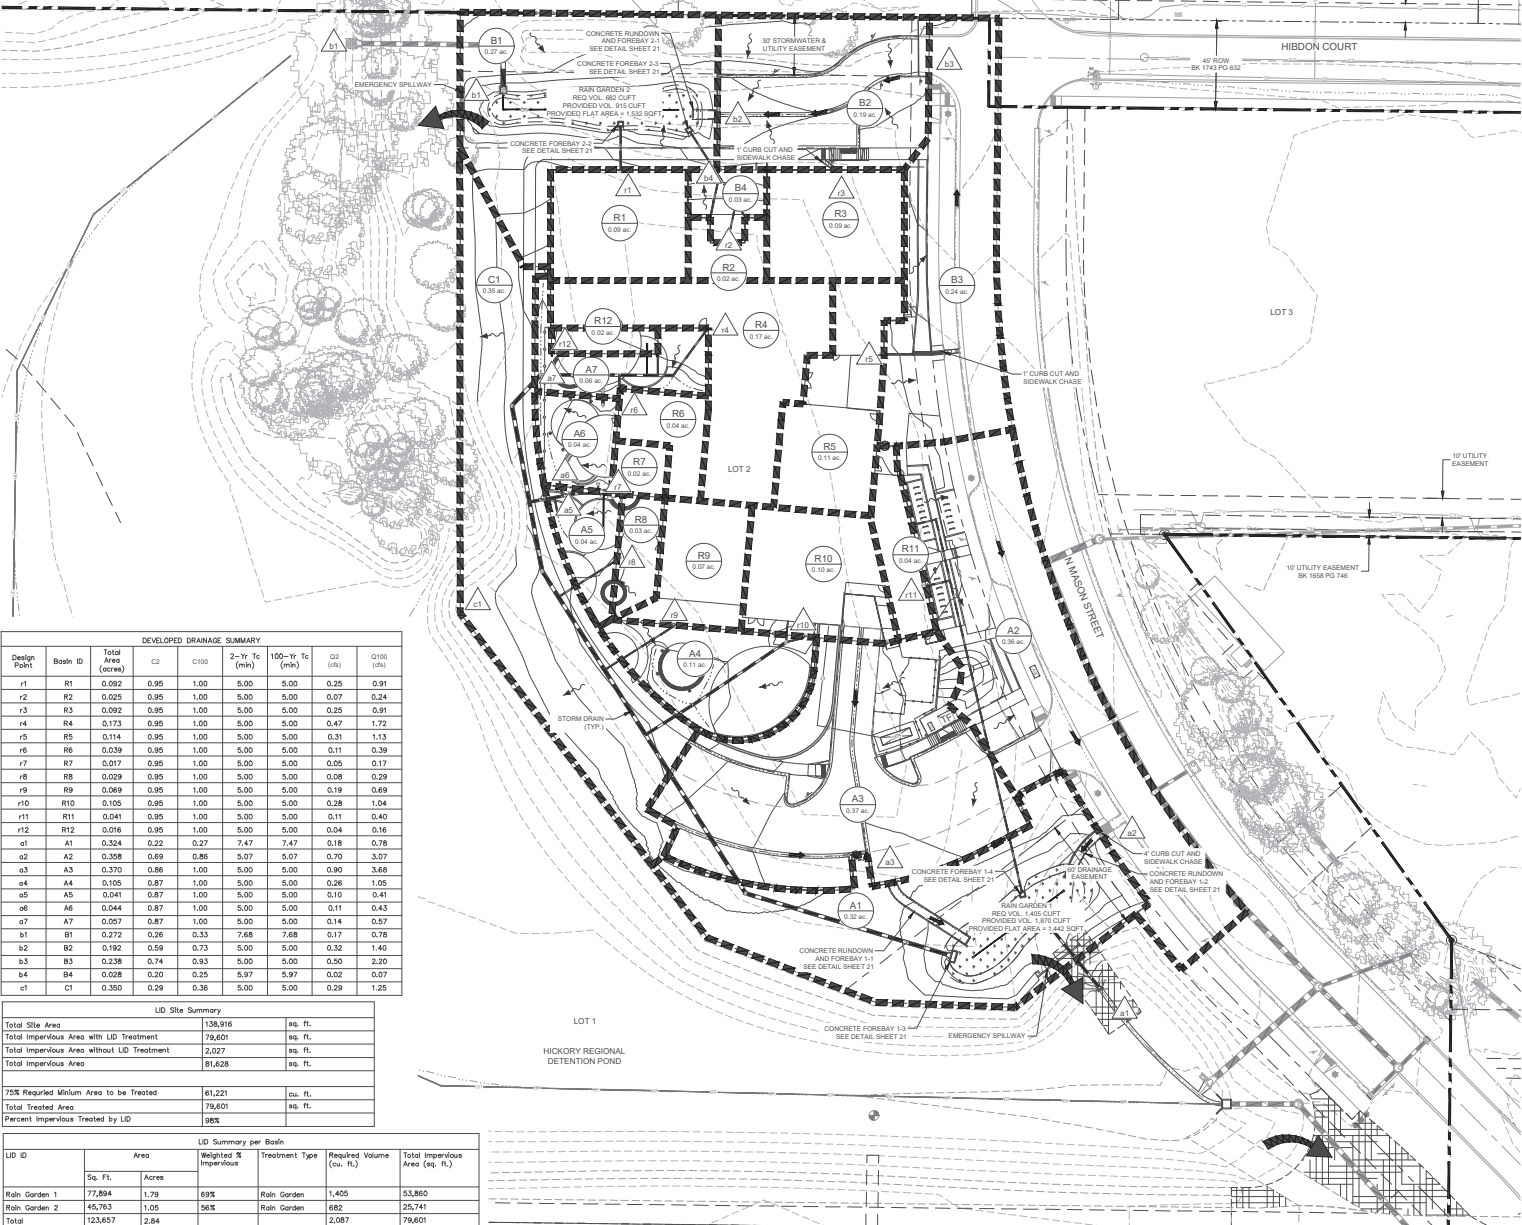 HIBDON COURT
45' ROW
BK 1743 PG 632
CONCRETE RUNDOWN
AND FOREBAY 2-1
SEE DETAIL SHEET 21
CONCRETE FOREBAY 2-3
SEE DETAIL SHEET 21
30' STORMWATER &
UTILITY EASEMENT
b1
B1
0.27 ac.
b3
EMERGENCY SPILLWAY
b1
RAIN GARDEN 2
REQ VOL. 682 CUFT
PROVIDED VOL. 915 CUFT
PROVIDED FLAT AREA = 1,532 SQFT
b2
B2
0.19 ac.
CONCRETE FOREBAY 2-2
SEE DETAIL SHEET 21
1' CURB CUT AND
SIDEWALK CHASE
r1
b4
B4
0.03 ac.
r3
R1
0.09 ac.
R3
0.09 ac.
r2
R2
0.02 ac.
C1
0.35 ac.
B3
0.24 ac.
LOT 3
R12
0.02 ac.
r4
R4
0.17 ac.
r12
r5
A7
0.06 ac.
a7
1' CURB CUT AND
SIDEWALK CHASE
r6
R6
0.04 ac.
A6
0.04 ac.
R5
0.11 ac.
R7
0.02 ac.
LOT 2
a6
r7
10' UTILITY
EASEMENT
a5
A5
0.04 ac.
R8
0.03 ac.
r8
R9
0.07 ac.
R10
0.10 ac.
R11
0.04 ac.
r11
10' UTILITY EASEMENT
BK 1658 PG 746
N MASON STREET
c1
r9
r10
A2
0.36 ac.
A4
0.11 ac.
STORM DRAIN
(TYP.)
A3
0.37 ac.
a3
a2
4' CURB CUT AND
SIDEWALK CHASE
CONCRETE FOREBAY 1-4
SEE DETAIL SHEET 21
60' DRAINAGE
EASEMENT
CONCRETE RUNDOWN
AND FOREBAY 1-2
SEE DETAIL SHEET 21
A1
0.32 ac.
RAIN GARDEN 1
REQ VOL. 1,405 CUFT
PROVIDED VOL. 1,870 CUFT
PROVIDED FLAT AREA = 1,442 SQFT
CONCRETE RUNDOWN
AND FOREBAY 1-1
SEE DETAIL SHEET 21
a1
CONCRETE FOREBAY 1-3
SEE DETAIL SHEET 21
EMERGENCY SPILLWAY
LOT 1
HICKORY REGIONAL
DETENTION POND
DEVELOPED DRAINAGE SUMMARY
Design Point Basin ID Total Area (acres) C2 C100 2-Yr Tc (min) 100-Yr Tc (min) Q2 (cfs) Q100 (cfs)
r1 R1 0.092 0.95 1.00 5.00 5.00 0.25 0.91
r2 R2 0.025 0.95 1.00 5.00 5.00 0.07 0.24
r3 R3 0.092 0.95 1.00 5.00 5.00 0.25 0.91
r4 R4 0.173 0.95 1.00 5.00 5.00 0.47 1.72
r5 R5 0.114 0.95 1.00 5.00 5.00 0.31 1.13
r6 R6 0.039 0.95 1.00 5.00 5.00 0.11 0.39
r7 R7 0.017 0.95 1.00 5.00 5.00 0.05 0.17
r8 R8 0.029 0.95 1.00 5.00 5.00 0.08 0.29
r9 R9 0.069 0.95 1.00 5.00 5.00 0.19 0.69
r10 R10 0.105 0.95 1.00 5.00 5.00 0.28 1.04
r11 R11 0.041 0.95 1.00 5.00 5.00 0.11 0.40
r12 R12 0.016 0.95 1.00 5.00 5.00 0.04 0.16
a1 A1 0.324 0.22 0.27 7.47 7.47 0.18 0.78
a2 A2 0.358 0.69 0.86 5.07 5.07 0.70 3.07
a3 A3 0.370 0.86 1.00 5.00 5.00 0.90 3.68
a4 A4 0.105 0.87 1.00 5.00 5.00 0.26 1.05
a5 A5 0.041 0.87 1.00 5.00 5.00 0.10 0.41
a6 A6 0.044 0.87 1.00 5.00 5.00 0.11 0.43
a7 A7 0.057 0.87 1.00 5.00 5.00 0.14 0.57
b1 B1 0.272 0.26 0.33 7.68 7.68 0.17 0.78
b2 B2 0.192 0.59 0.73 5.00 5.00 0.32 1.40
b3 B3 0.238 0.74 0.93 5.00 5.00 0.50 2.20
b4 B4 0.028 0.20 0.25 5.97 5.97 0.02 0.07
c1 C1 0.350 0.29 0.36 5.00 5.00 0.29 1.25
LID Site Summary
Total Site Area 138,916 sq. ft.
Total Impervious Area with LID Treatment 79,601 sq. ft.
Total Impervious Area without LID Treatment 2,027 sq. ft.
Total Impervious Area 81,628 sq. ft.
75% Requried Minium Area to be Treated 61,221 cu. ft.
Total Treated Area 79,601 sq. ft.
Percent Impervious Treated by LID 98%
LID Summary per Basin
LID ID Area Weighted % Impervious Treatment Type Required Volume (cu. ft.) Total Impervious Area (sq. ft.)
Sq. Ft. Acres
Rain Garden 1 77,894 1.79 69% Rain Garden 1,405 53,860
Rain Garden 2 45,763 1.05 56% Rain Garden 682 25,741
Total 123,657 2.84 2,087 79,601